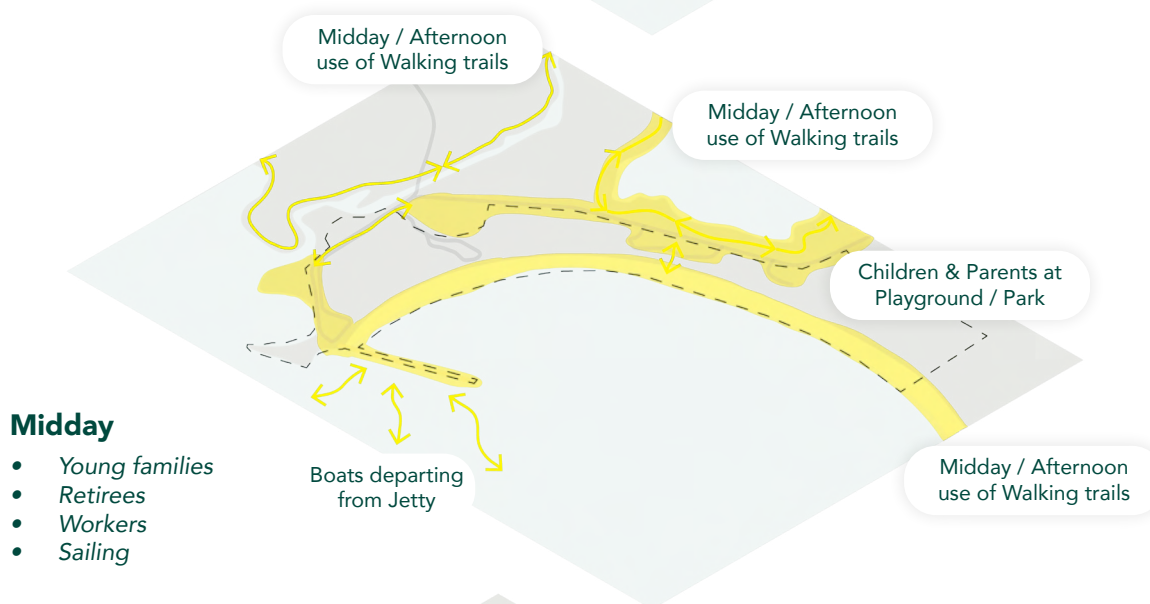 Midday / Afternoon
use of Walking trails
Midday / Afternoon
use of Walking trails
Children & Parents at
Playground / Park
Midday
• Young families
• Retirees
• Workers
• Sailing
Boats departing
from Jetty
Midday / Afternoon
use of Walking trails